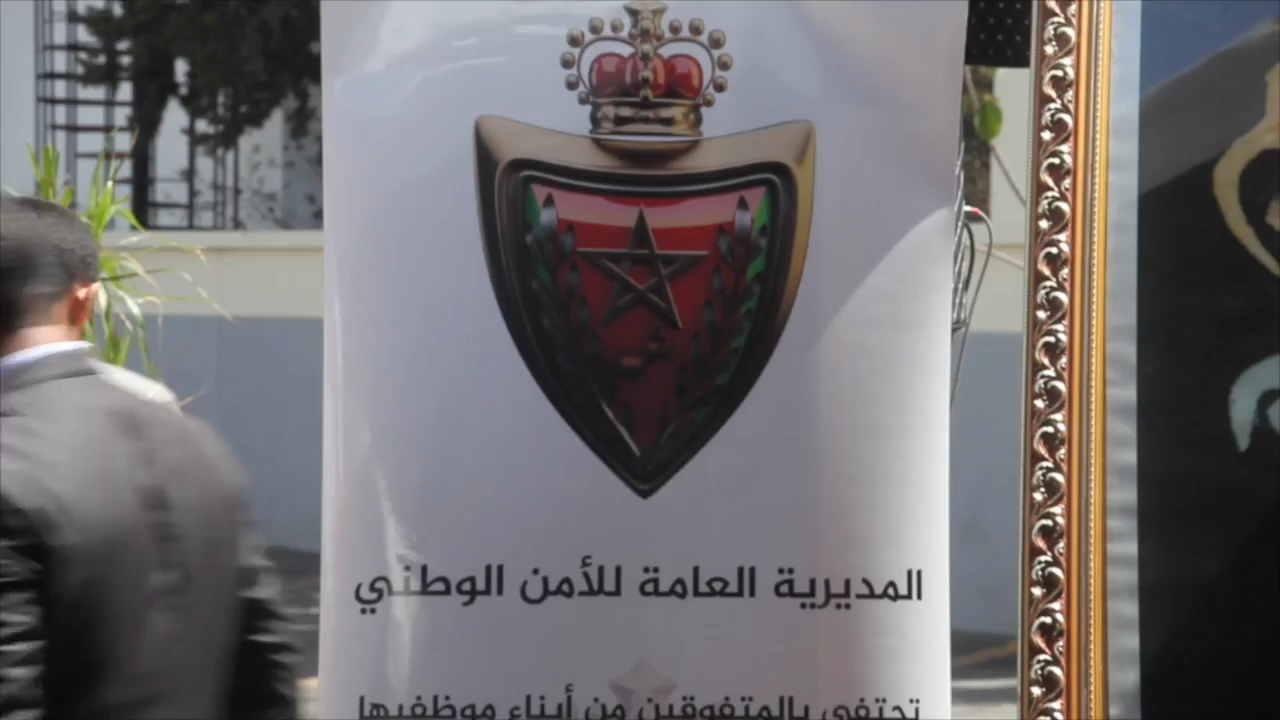 المديرية العامة للأمن الوطني
تحتفي بالمتفوقين من أبناء موظفيها